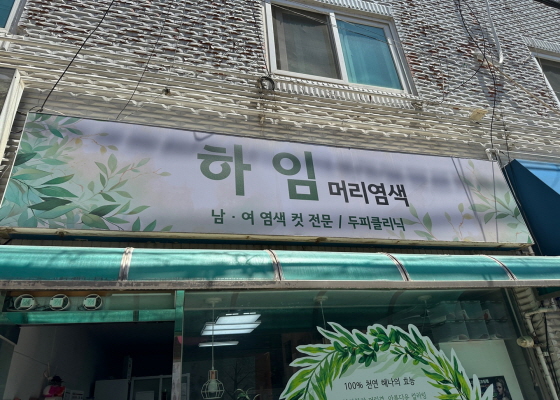 하임 머리염색
남·여 염색 컷 전문 / 두피클리닉
100% 천연 헤나의 효능